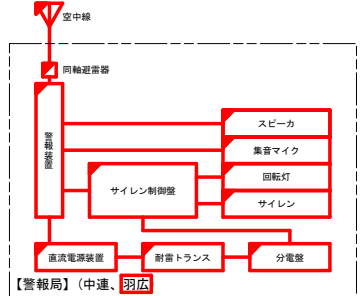 空中線
同軸避雷器
警報装置
スピーカ
集音マイク
サイレン制御盤
回転灯
サイレン
直流電源装置
耐雷トランス
分電盤
【警報局】(中連、羽広